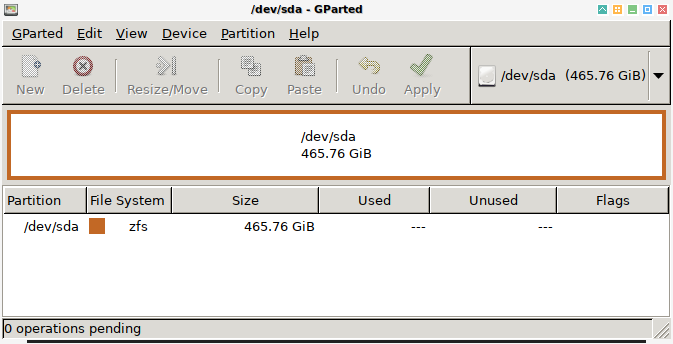 /dev/sda - GParted
GParted Edit View Device Partition Help
New Delete Resize/Move Copy Paste Undo Apply /dev/sda (465.76 GiB)
/dev/sda
465.76 GiB
Partition File System Size Used Unused Flags
/dev/sda zfs 465.76 GiB --- ---
0 operations pending